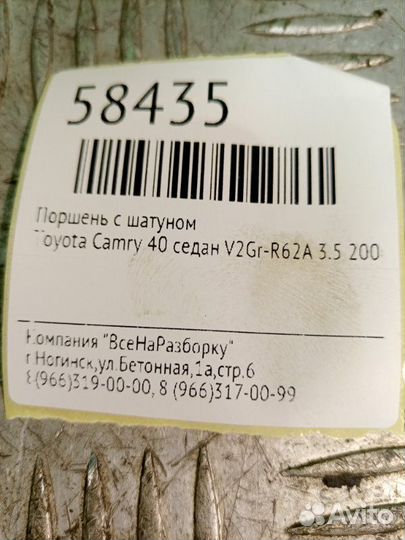 58435
Поршень с шатуном
Toyota Camry 40 седан V2Gr-R62A 3.5 200
Компания "ВсеНаРазборку"
г Ногинск,ул.Бетонная,1а,стр.6
8(966)319-00-00, 8 (966)317-00-99
Avito